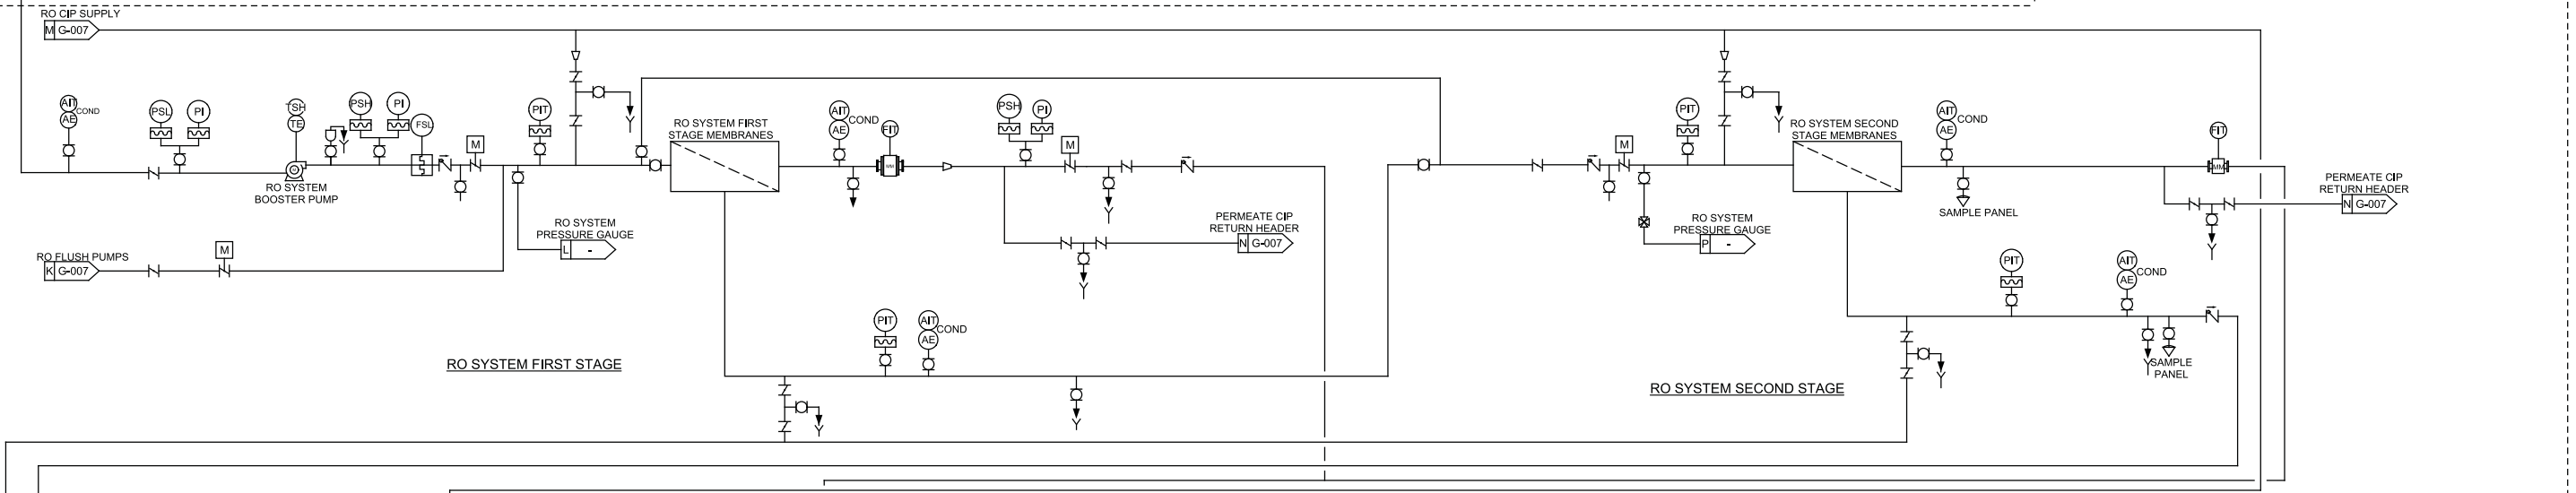 RO CIP SUPPLY
M G-007
AIT
AE
COND
PSL
PI
TSH
TE
RO SYSTEM
BOOSTER PUMP
PSH
PI
FSL
M
PIT
RO SYSTEM FIRST
STAGE MEMBRANES
AIT
AE
COND
FIT
PSH
PI
M
PIT
M
RO SYSTEM SECOND
STAGE MEMBRANES
AIT
AE
COND
FIT
MM
SAMPLE PANEL
PERMEATE CIP
RETURN HEADER
N G-007
RO FLUSH PUMPS
K G-007
M
RO SYSTEM
PRESSURE GAUGE
L -
PERMEATE CIP
RETURN HEADER
N G-007
RO SYSTEM
PRESSURE GAUGE
P -
PIT
AIT
AE
COND
PIT
AIT
AE
COND
SAMPLE
PANEL
RO SYSTEM FIRST STAGE
RO SYSTEM SECOND STAGE